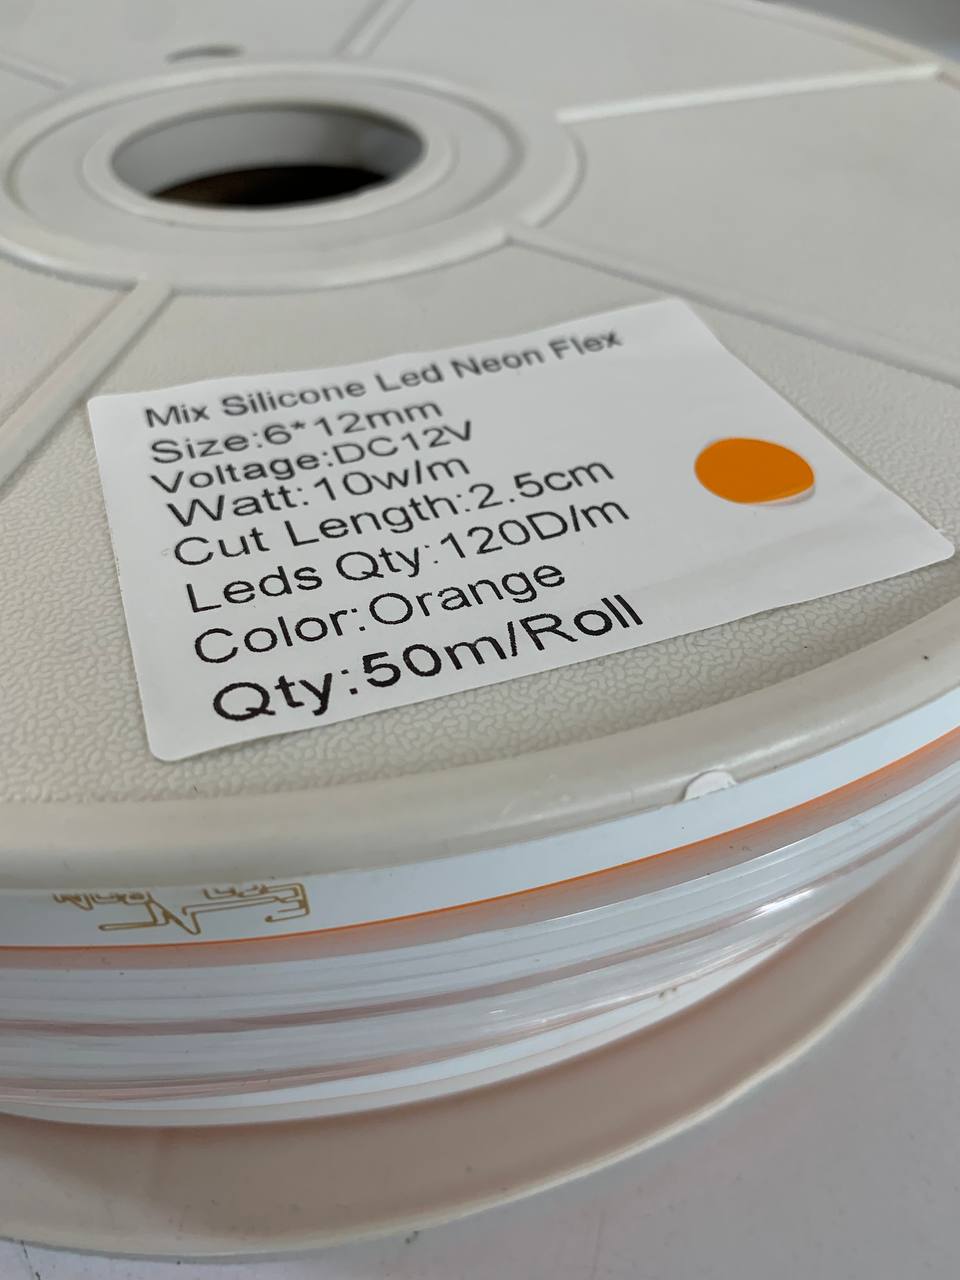 Mix Silicone Led Neon Flex
Size:6*12mm
Voltage:DC12V
Watt:10w/m
Cut Length:2.5cm
Leds Qty:120D/m
Color:Orange
Qty:50m/Roll